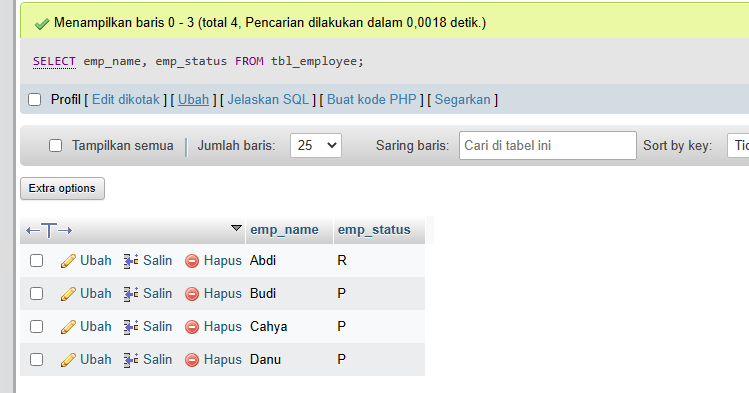 Menampilkan baris 0 - 3 (total 4, Pencarian dilakukan dalam 0,0018 detik.)
SELECT emp_name, emp_status FROM tbl_employee;
Profil [ Edit dikotak ] [ Ubah ] [ Jelaskan SQL ] [ Buat kode PHP ] [ Segarkan ]
Tampilkan semua Jumlah baris: 25 Saring baris: Cari di tabel ini Sort by key:
Extra options
←T→ emp_name emp_status
Ubah Salin Hapus Abdi R
Ubah Salin Hapus Budi P
Ubah Salin Hapus Cahya P
Ubah Salin Hapus Danu P